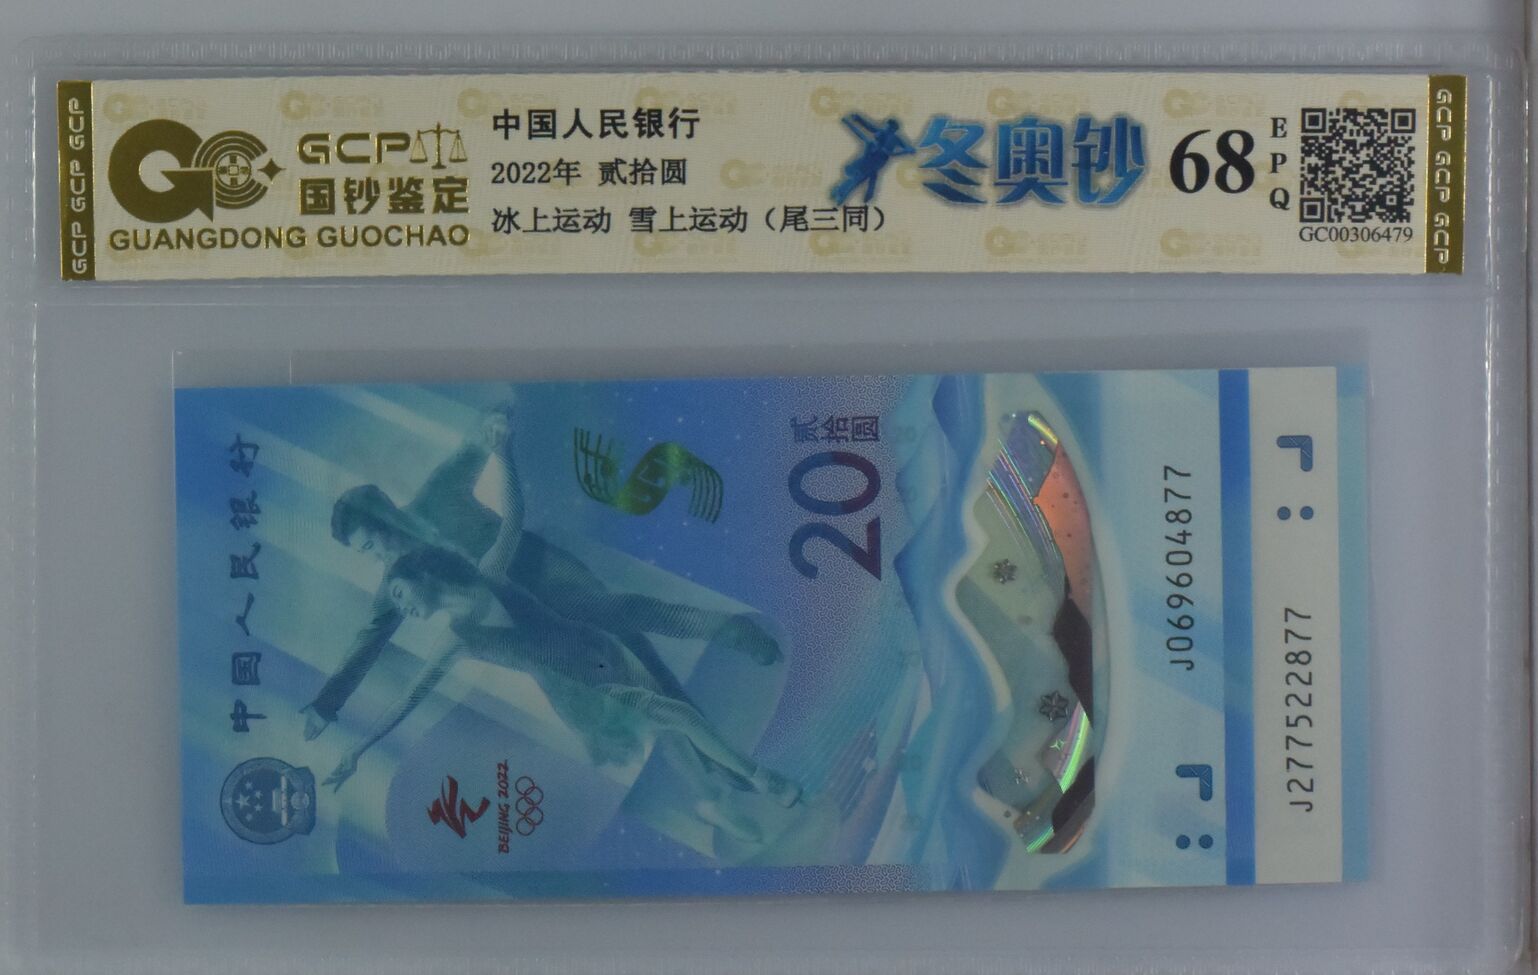 GCP GCP GCP
GCP
国钞鉴定
GUANGDONG GUOCHAO
中国人民银行
2022年 贰拾圆
冰上运动 雪上运动（尾三同）
冬奥钞
68
EPQ
GC00306479
GCP GCP GCP
中国人民银行
BEIJING 2022
贰拾圆
20
J069604877
J277522877